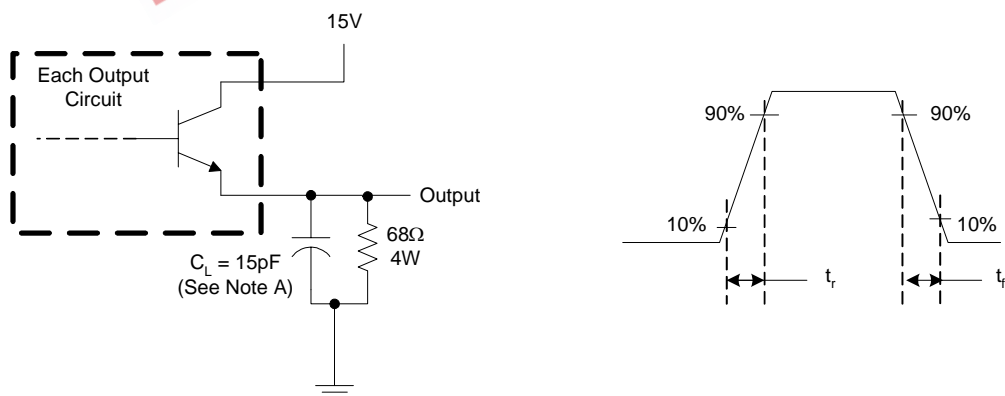 15V
Each Output
Circuit
Output
68Ω
4W
C_L = 15pF
(See Note A)
90%
90%
10%
10%
t_r
t_f